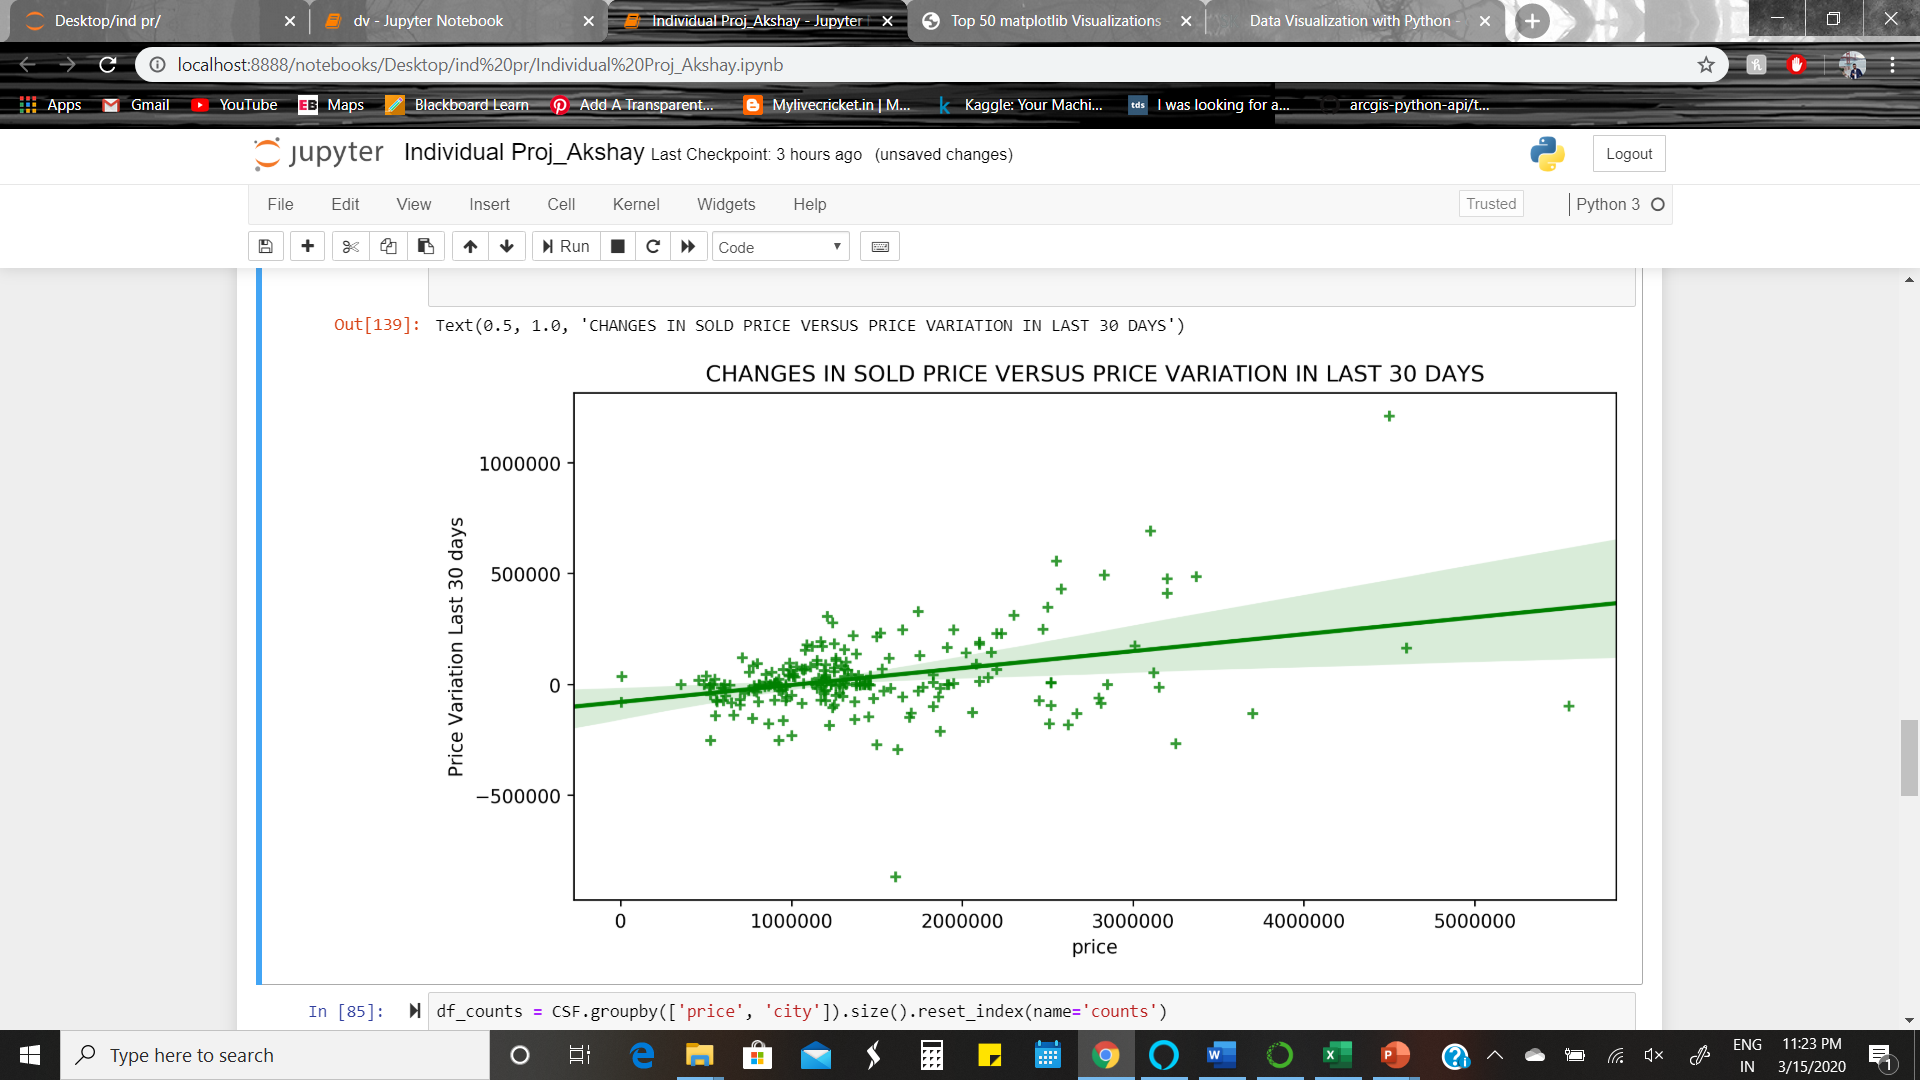 Desktop/ind pr/
dv - Jupyter Notebook
Individual Proj_Akshay - Jupyter
Top 50 matplotlib Visualizations
Data Visualization with Python -
localhost:8888/notebooks/Desktop/ind%20pr/Individual%20Proj_Akshay.ipynb
Apps Gmail YouTube EB Maps Blackboard Learn Add A Transparent... Mylivecricket.in | M... Kaggle: Your Machi... tds I was looking for a... arcgis-python-api/t...
jupyter Individual Proj_Akshay Last Checkpoint: 3 hours ago (unsaved changes) Logout
File Edit View Insert Cell Kernel Widgets Help Trusted Python 3
Run Code
Out[139]: Text(0.5, 1.0, 'CHANGES IN SOLD PRICE VERSUS PRICE VARIATION IN LAST 30 DAYS')
CHANGES IN SOLD PRICE VERSUS PRICE VARIATION IN LAST 30 DAYS
Price Variation Last 30 days
1000000
500000
0
−500000
0 1000000 2000000 3000000 4000000 5000000
price
In [85]: df_counts = CSF.groupby(['price', 'city']).size().reset_index(name='counts')
Type here to search
ENG
IN
11:23 PM
3/15/2020
1